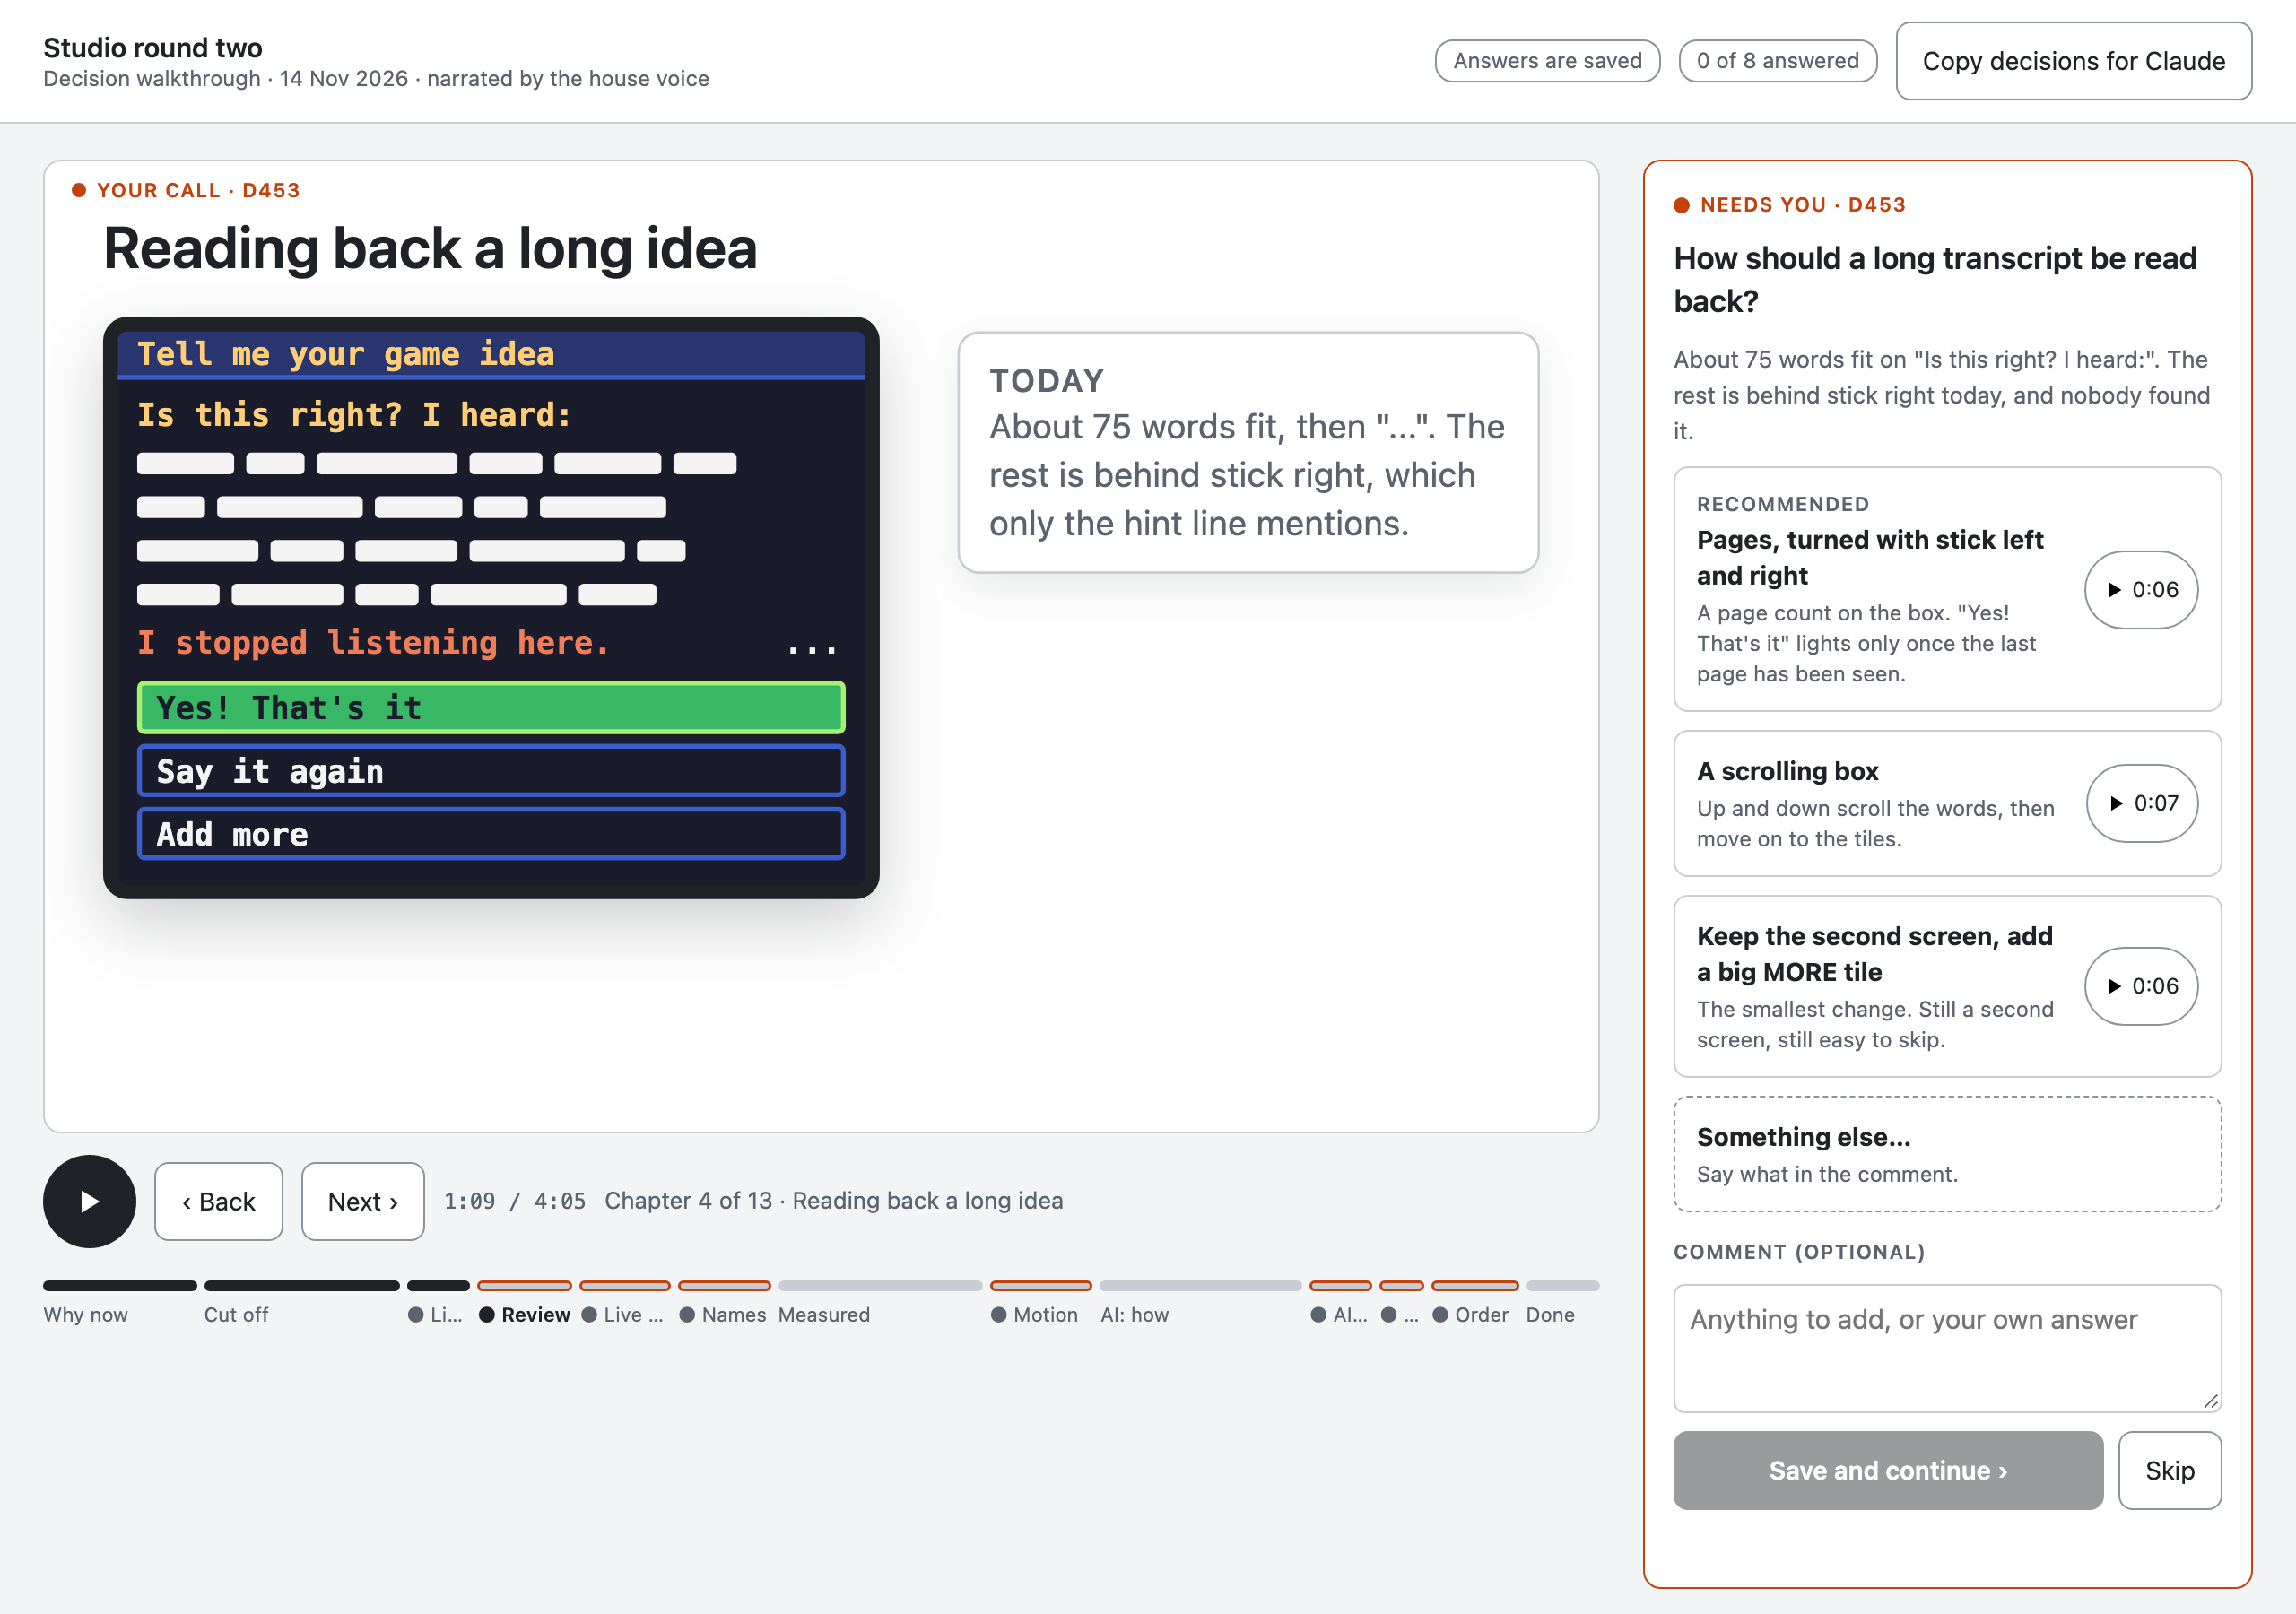 Studio round two
Decision walkthrough · 14 Nov 2026 · narrated by the house voice
Answers are saved
0 of 8 answered
Copy decisions for Claude
YOUR CALL · D453
Reading back a long idea
Tell me your game idea
Is this right? I heard:
I stopped listening here.
...
Yes! That's it
Say it again
Add more
TODAY
About 75 words fit, then "...". The
rest is behind stick right, which
only the hint line mentions.
‹ Back
Next ›
1:09 / 4:05
Chapter 4 of 13 · Reading back a long idea
Why now
Cut off
Li...
Review
Live ...
Names
Measured
Motion
AI: how
AI...
...
Order
Done
NEEDS YOU · D453
How should a long transcript be read
back?
About 75 words fit on "Is this right? I heard:". The
rest is behind stick right today, and nobody found
it.
RECOMMENDED
Pages, turned with stick left
and right
A page count on the box. "Yes!
That's it" lights only once the last
page has been seen.
0:06
A scrolling box
Up and down scroll the words, then
move on to the tiles.
0:07
Keep the second screen, add
a big MORE tile
The smallest change. Still a second
screen, still easy to skip.
0:06
Something else...
Say what in the comment.
COMMENT (OPTIONAL)
Anything to add, or your own answer
Save and continue ›
Skip